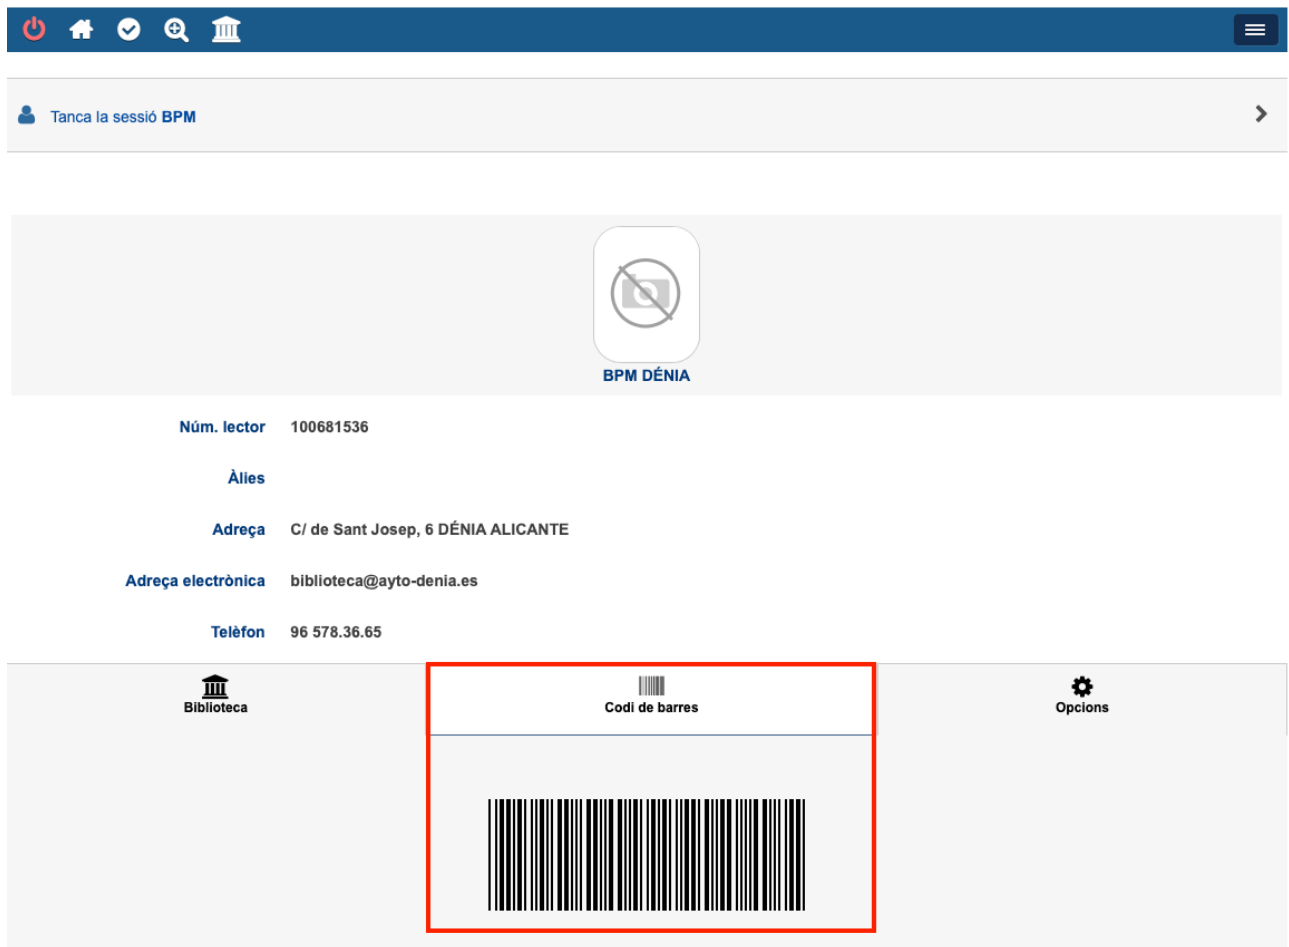 Tanca la sessió BPM
BPM DÉNIA
Núm. lector 100681536
Àlies
Adreça C/ de Sant Josep, 6 DÉNIA ALICANTE
Adreça electrònica biblioteca@ayto-denia.es
Telèfon 96 578.36.65
Biblioteca Codi de barres Opcions